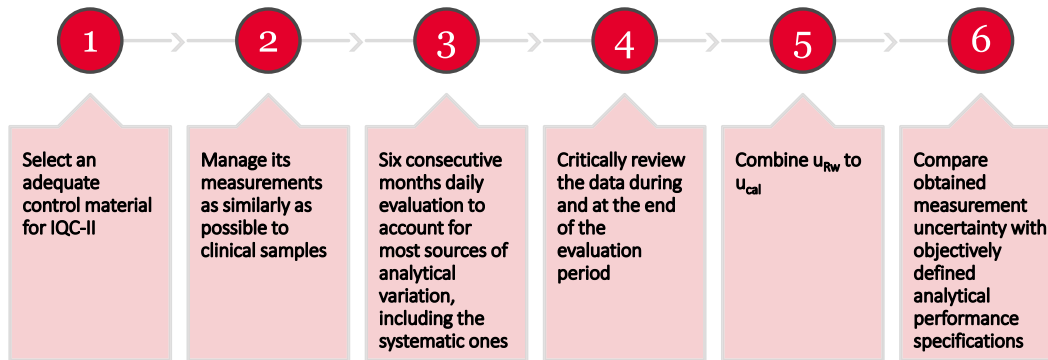 1
2
3
4
5
6
Select an
adequate
control material
for IQC-II
Manage its
measurements
as similarly as
possible to
clinical samples
Six consecutive
months daily
evaluation to
account for
most sources of
analytical
variation,
including the
systematic ones
Critically review
the data during
and at the end
of the
evaluation
period
Combine uRw to
ucal
Compare
obtained
measurement
uncertainty with
objectively
defined
analytical
performance
specifications